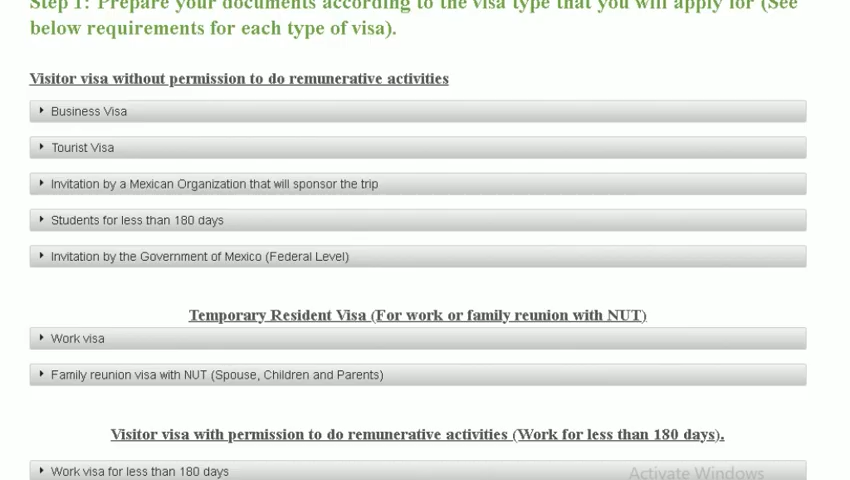 Step 1: Prepare your documents according to the visa type that you will apply for (See
below requirements for each type of visa).
Visitor visa without permission to do remunerative activities
Business Visa
Tourist Visa
Invitation by a Mexican Organization that will sponsor the trip
Students for less than 180 days
Invitation by the Government of Mexico (Federal Level)
Temporary Resident Visa (For work or family reunion with NUT)
Work visa
Family reunion visa with NUT (Spouse, Children and Parents)
Visitor visa with permission to do remunerative activities (Work for less than 180 days).
Work visa for less than 180 days
Activate Windows